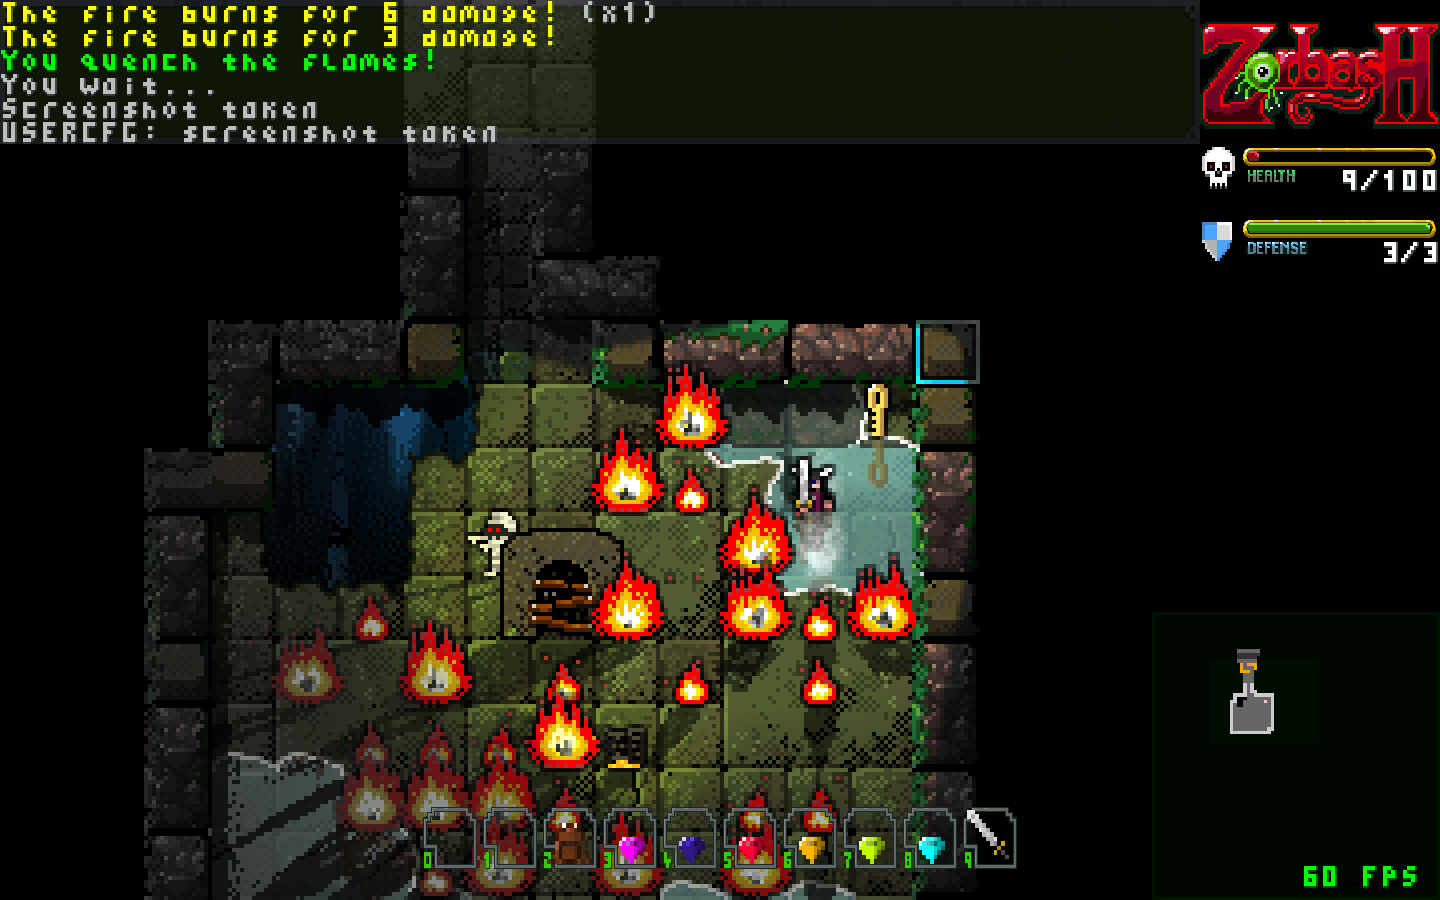 The fire burns for 6 damage! (x1)
The fire burns for 3 damage!
You quench the flames!
You wait...
Screenshot taken
USERCFG: screenshot taken
ZorbasH
HEALTH 9/100
DEFENSE 3/3
0 1 2 3 4 5 6 7 8 9
60 FPS